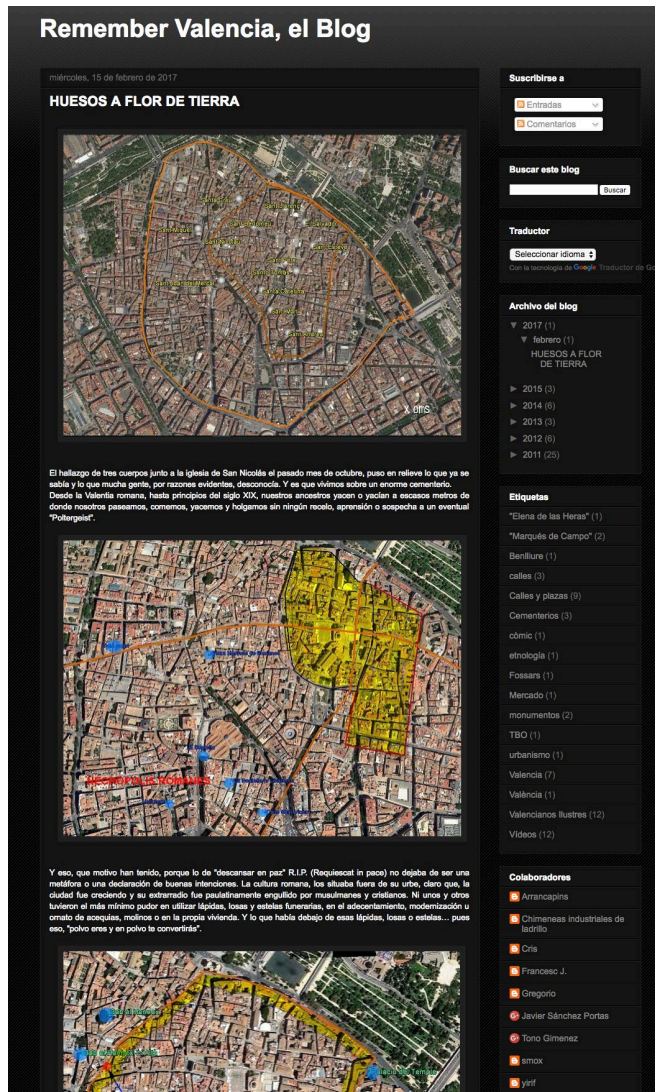 Remember Valencia, el Blog
miércoles, 15 de febrero de 2017
HUESOS A FLOR DE TIERRA
El hallazgo de tres cuerpos junto a la iglesia de San Nicolás el pasado mes de octubre, puso en relieve lo que ya se
sabía y lo que mucha gente, por razones evidentes, desconocía. Y es que vivimos sobre un enorme cementerio.
Desde la Valentia romana, hasta principios del siglo XIX, nuestros ancestros yacen o yacían a escasos metros de
donde nosotros paseamos, comemos, yacemos y holgamos sin ningún recelo, aprensión o sospecha a un eventual
"Poltergeist".
NECRÓPOLIS ROMANES
Y eso, que motivo han tenido, porque lo de "descansar en paz" R.I.P. (Requiescat in pace) no dejaba de ser una
metáfora o una declaración de buenas intenciones. La cultura romana, los situaba fuera de su urbe, claro que, la
ciudad fue creciendo y su extrarradio fue paulatinamente engullido por musulmanes y cristianos. Ni unos y otros
tuvieron el más mínimo pudor en utilizar lápidas, losas y estelas funerarias, en el adecentamiento, modernización u
ornato de acequias, molinos o en la propia vivienda. Y lo que había debajo de esas lápidas, losas o estelas... pues
eso, "polvo eres y en polvo te convertirás".
Suscribirse a
Entradas
Comentarios
Buscar este blog
Buscar
Traductor
Seleccionar idioma
Con la tecnología de Google Traductor de Go
Archivo del blog
▼ 2017 (1)
▼ febrero (1)
HUESOS A FLOR
DE TIERRA
► 2015 (3)
► 2014 (6)
► 2013 (3)
► 2012 (6)
► 2011 (25)
Etiquetas
"Elena de las Heras" (1)
"Marqués de Campo" (2)
Benlliure (1)
calles (3)
Calles y plazas (9)
Cementerios (3)
cómic (1)
etnología (1)
Fossars (1)
Mercado (1)
monumentos (2)
TBO (1)
urbanismo (1)
Valencia (7)
València (1)
Valencianos Ilustres (12)
Vídeos (12)
Colaboradores
Arrancapins
Chimeneas industriales de
ladrillo
Cris
Francesc J.
Gregorio
Javier Sánchez Portas
Tono Gimenez
smox
yirif